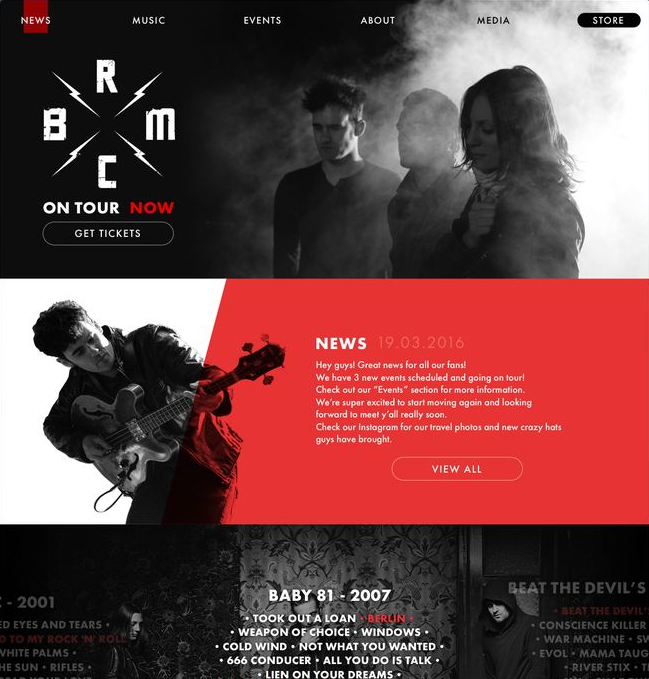 NEWS
MUSIC
EVENTS
ABOUT
MEDIA
STORE
R
B M
C
ON TOUR NOW
GET TICKETS
NEWS 19.03.2016
Hey guys! Great news for all our fans!
We have 3 new events scheduled and going on tour!
Check out our “Events” section for more information.
We’re super excited to start moving again and looking
forward to meet y’all really soon.
Check our Instagram for our travel photos and new crazy hats
guys have brought.
VIEW ALL
- 2001
ED EYES AND TEARS •
TO MY ROCK 'N' ROLL
WHITE PALMS •
HE SUN • RIFLES •
BABY 81 - 2007
• TOOK OUT A LOAN • BERLIN •
• WEAPON OF CHOICE • WINDOWS •
• COLD WIND • NOT WHAT YOU WANTED •
• 666 CONDUCER • ALL YOU DO IS TALK •
• LIEN ON YOUR DREAMS •
BEAT THE DEVIL'S
• BEAT THE DEVIL'
• CONSCIENCE KILLER
• WAR MACHINE • SW
• EVOL • MAMA TAUG
• RIVER STIX • T